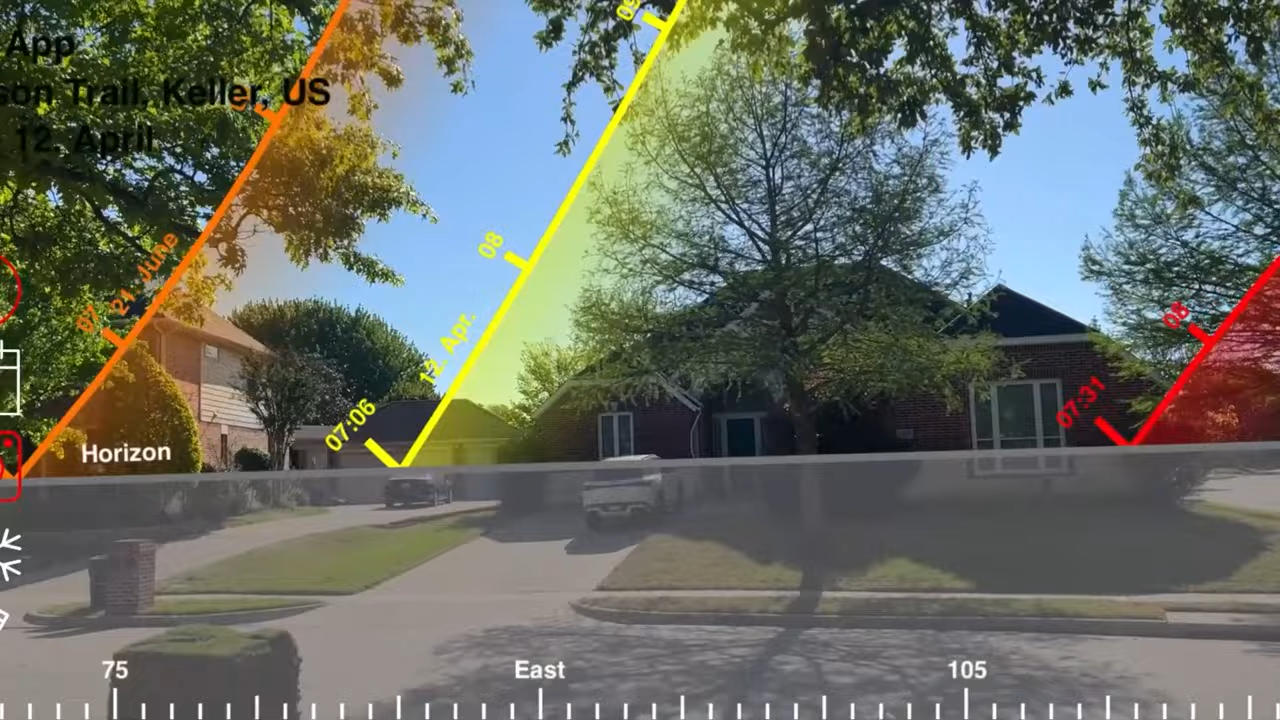 App
son Trail, Keller, US
12. April
09
08
21. June
07
12. Apr.
08
07:31
07:06
Horizon
75
East
105